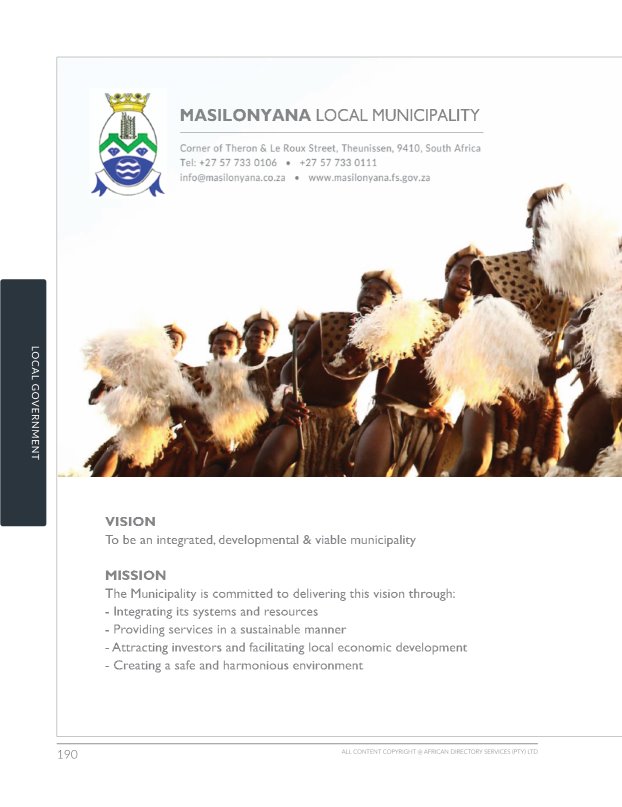 MASILONYANA LOCAL MUNICIPALITY
Corner of Theron & Le Roux Street, Theunissen, 9410, South Africa
Tel: +27 57 733 0106 • +27 57 733 0111
info@masilonyana.co.za • www.masilonyana.fs.gov.za
LOCAL GOVERNMENT
VISION
To be an integrated, developmental & viable municipality
MISSION
The Municipality is committed to delivering this vision through:
- Integrating its systems and resources
- Providing services in a sustainable manner
- Attracting investors and facilitating local economic development
- Creating a safe and harmonious environment
190
ALL CONTENT COPYRIGHT @ AFRICAN DIRECTORY SERVICES (PTY) LTD